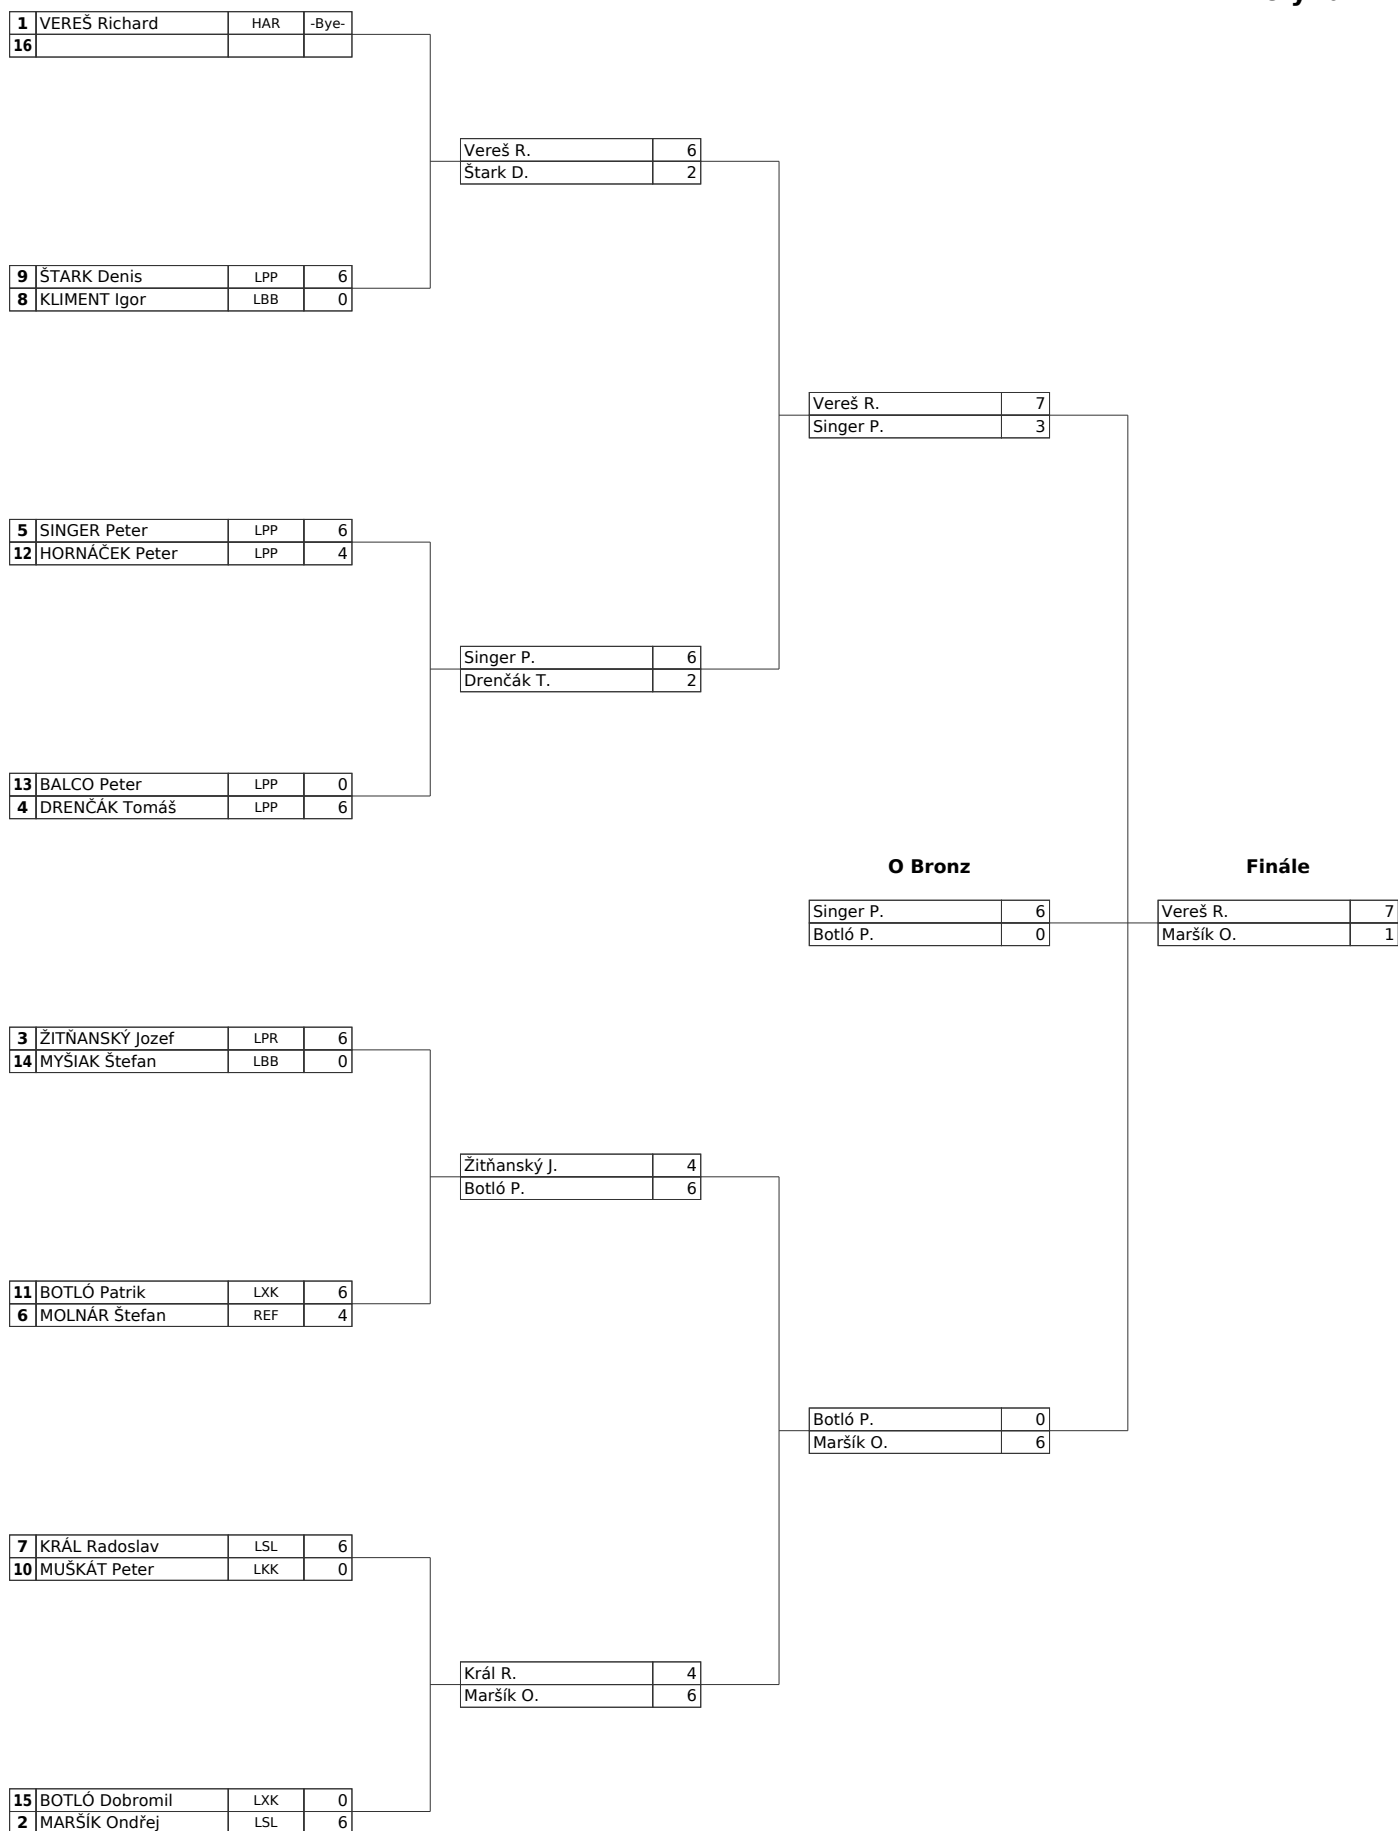 1 VEREŠ Richard HAR -Bye-
16
Vereš R. 6
Štark D. 2
9 ŠTARK Denis LPP 6
8 KLIMENT Igor LBB 0
Vereš R. 7
Singer P. 3
5 SINGER Peter LPP 6
12 HORNÁČEK Peter LPP 4
Singer P. 6
Drenčák T. 2
13 BALCO Peter LPP 0
4 DRENČÁK Tomáš LPP 6
O Bronz Finále
Singer P. 6 Vereš R. 7
Botló P. 0 Maršík O. 1
3 ŽITŇANSKÝ Jozef LPR 6
14 MYŠIAK Štefan LBB 0
Žitňanský J. 4
Botló P. 6
11 BOTLÓ Patrik LXK 6
6 MOLNÁR Štefan REF 4
Botló P. 0
Maršík O. 6
7 KRÁL Radoslav LSL 6
10 MUŠKÁT Peter LKK 0
Král R. 4
Maršík O. 6
15 BOTLÓ Dobromil LXK 0
2 MARŠÍK Ondřej LSL 6